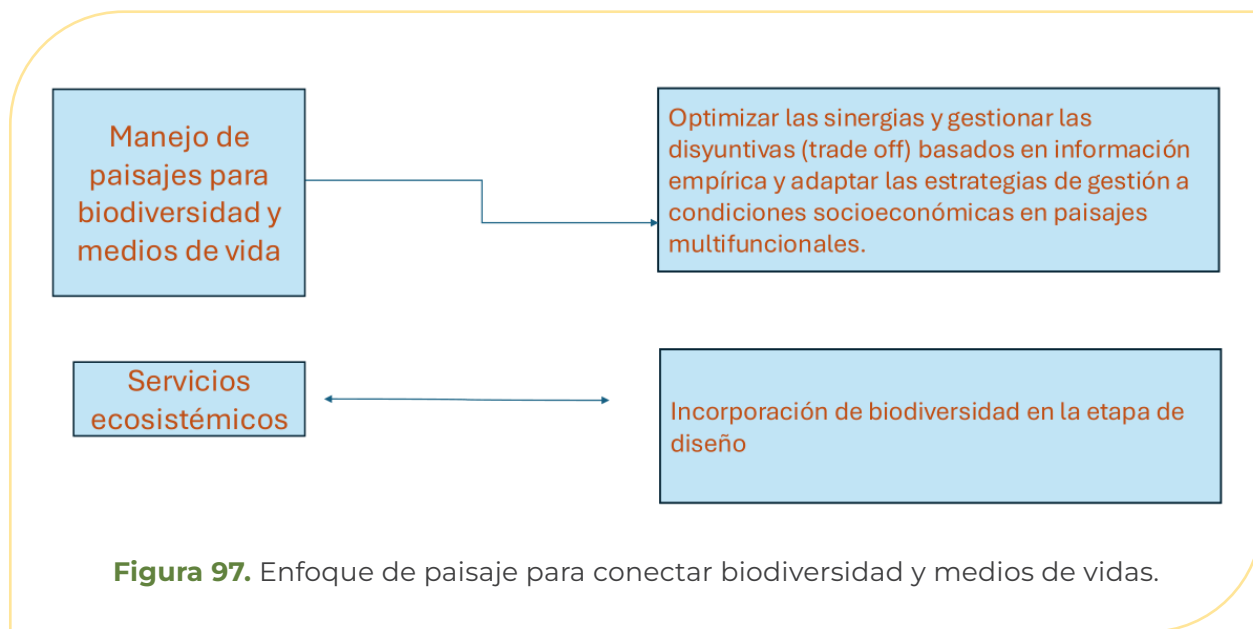 Manejo de
paisajes para
biodiversidad y
medios de vida
Optimizar las sinergias y gestionar las
disyuntivas (trade off) basados en información
empírica y adaptar las estrategias de gestión a
condiciones socioeconómicas en paisajes
multifuncionales.
Servicios
ecosistémicos
Incorporación de biodiversidad en la etapa de
diseño
Figura 97. Enfoque de paisaje para conectar biodiversidad y medios de vidas.